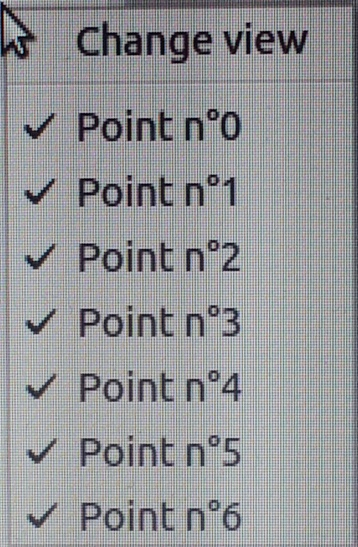 Change view
Point n°0
Point n°1
Point n°2
Point n°3
Point n°4
Point n°5
Point n°6